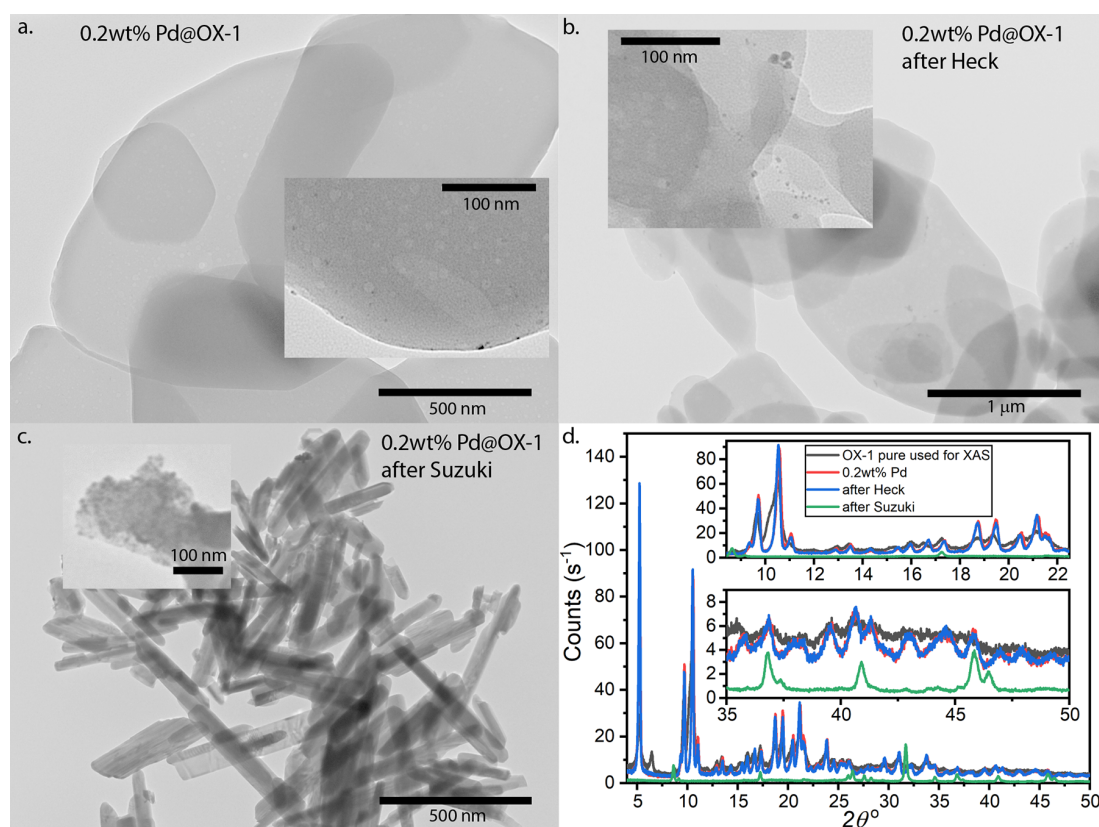 a.
0.2wt% Pd@OX-1
100 nm
500 nm
b.
0.2wt% Pd@OX-1
after Heck
100 nm
1 μm
c.
0.2wt% Pd@OX-1
after Suzuki
100 nm
500 nm
d.
OX-1 pure used for XAS
0.2wt% Pd
after Heck
after Suzuki
80
60
40
20
0
10 12 14 16 18 20 22
8
6
4
2
0
35 40 45 50
Counts (s⁻¹)
140
120
100
80
60
40
20
0
5 10 15 20 25 30 35 40 45 50
2θ°